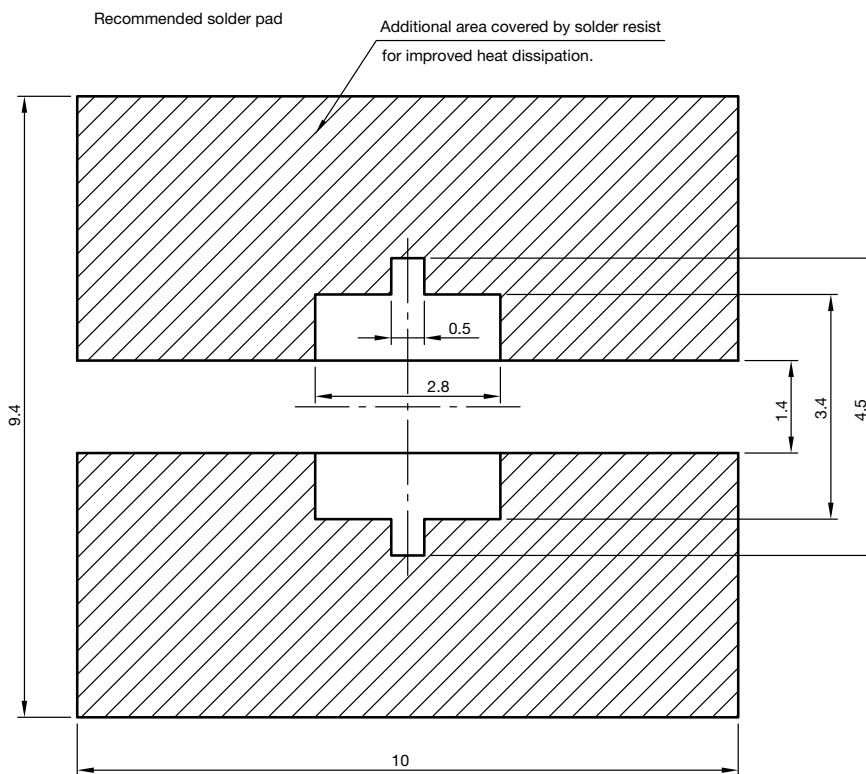 Recommended solder pad
Additional area covered by solder resist
for improved heat dissipation.
0.5
2.8
9.4
1.4
3.4
4.5
10